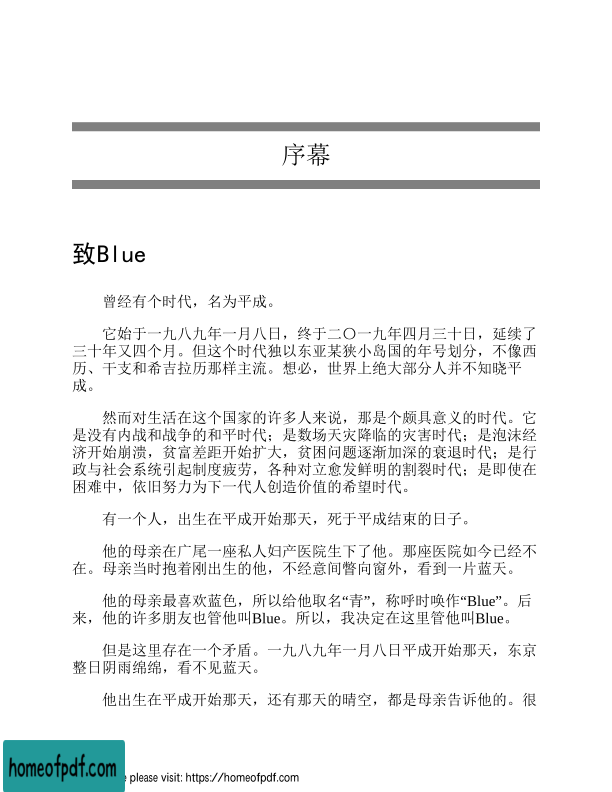 序幕
致Blue
曾经有个时代，名为平成。
它始于一九八九年一月八日，终于二〇一九年四月三十日，延续了
三十年又四个月。但这个时代独以东亚某狭小岛国的年号划分，不像西
历、干支和希吉拉历那样主流。想必，世界上绝大部分人并不知晓平
成。
然而对生活在这个国家的许多人来说，那是个颇具意义的时代。它
是没有内战和战争的和平时代；是数场天灾降临的灾害时代；是泡沫经
济开始崩溃，贫富差距开始扩大，贫困问题逐渐加深的衰退时代；是行
政与社会系统引起制度疲劳，各种对立愈发鲜明的割裂时代；是即使在
困难中，依旧努力为下一代人创造价值的希望时代。
有一个人，出生在平成开始那天，死于平成结束的日子。
他的母亲在广尾一座私人妇产医院生下了他。那座医院如今已经不
在。母亲当时抱着刚出生的他，不经意间瞥向窗外，看到一片蓝天。
他的母亲最喜欢蓝色，所以给他取名“青”，称呼时唤作“Blue”。后
来，他的许多朋友也管他叫Blue。所以，我决定在这里管他叫Blue。
但是这里存在一个矛盾。一九八九年一月八日平成开始那天，东京
整日阴雨绵绵，看不见蓝天。
他出生在平成开始那天，还有那天的晴空，都是母亲告诉他的。很
homeofpdf.com
please visit: https://homeofpdf.com